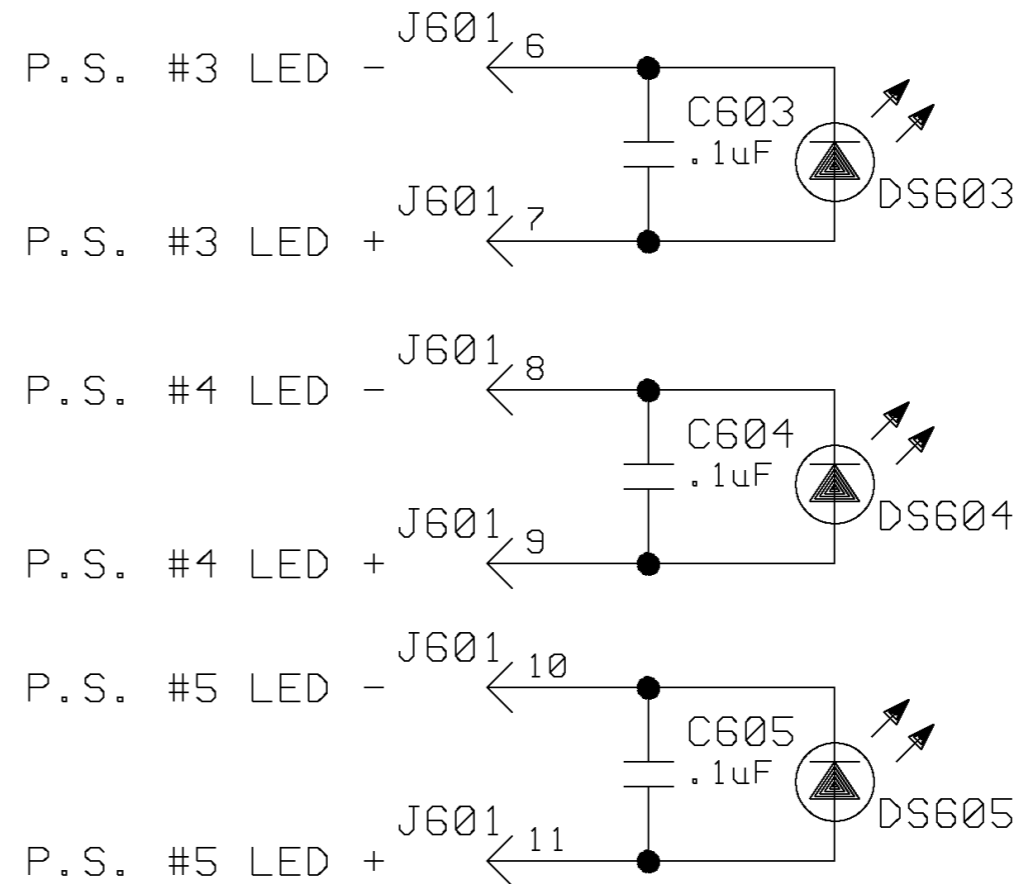 J601 6
P.S. #3 LED -
C603
.1uF
DS603
J601 7
P.S. #3 LED +
J601 8
P.S. #4 LED -
C604
.1uF
DS604
J601 9
P.S. #4 LED +
J601 10
P.S. #5 LED -
C605
.1uF
DS605
J601 11
P.S. #5 LED +